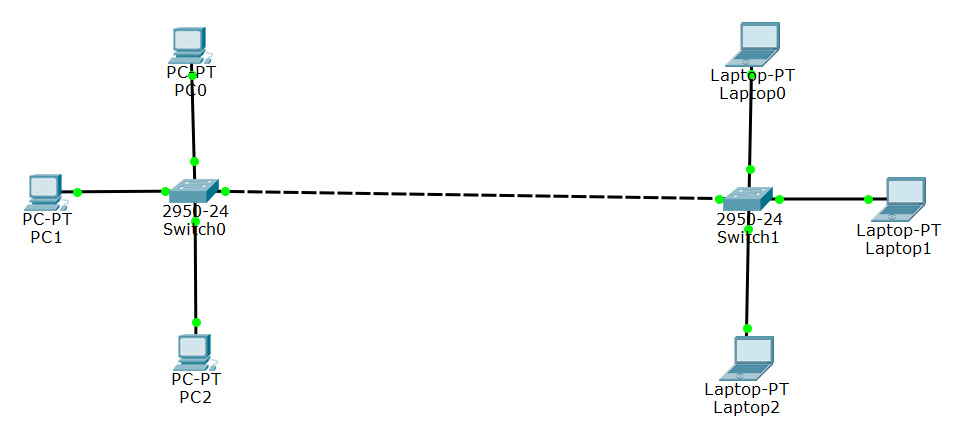 PC-PT
PC0
Laptop-PT
Laptop0
PC-PT
PC1
2950-24
Switch0
2950-24
Switch1
Laptop-PT
Laptop1
PC-PT
PC2
Laptop-PT
Laptop2